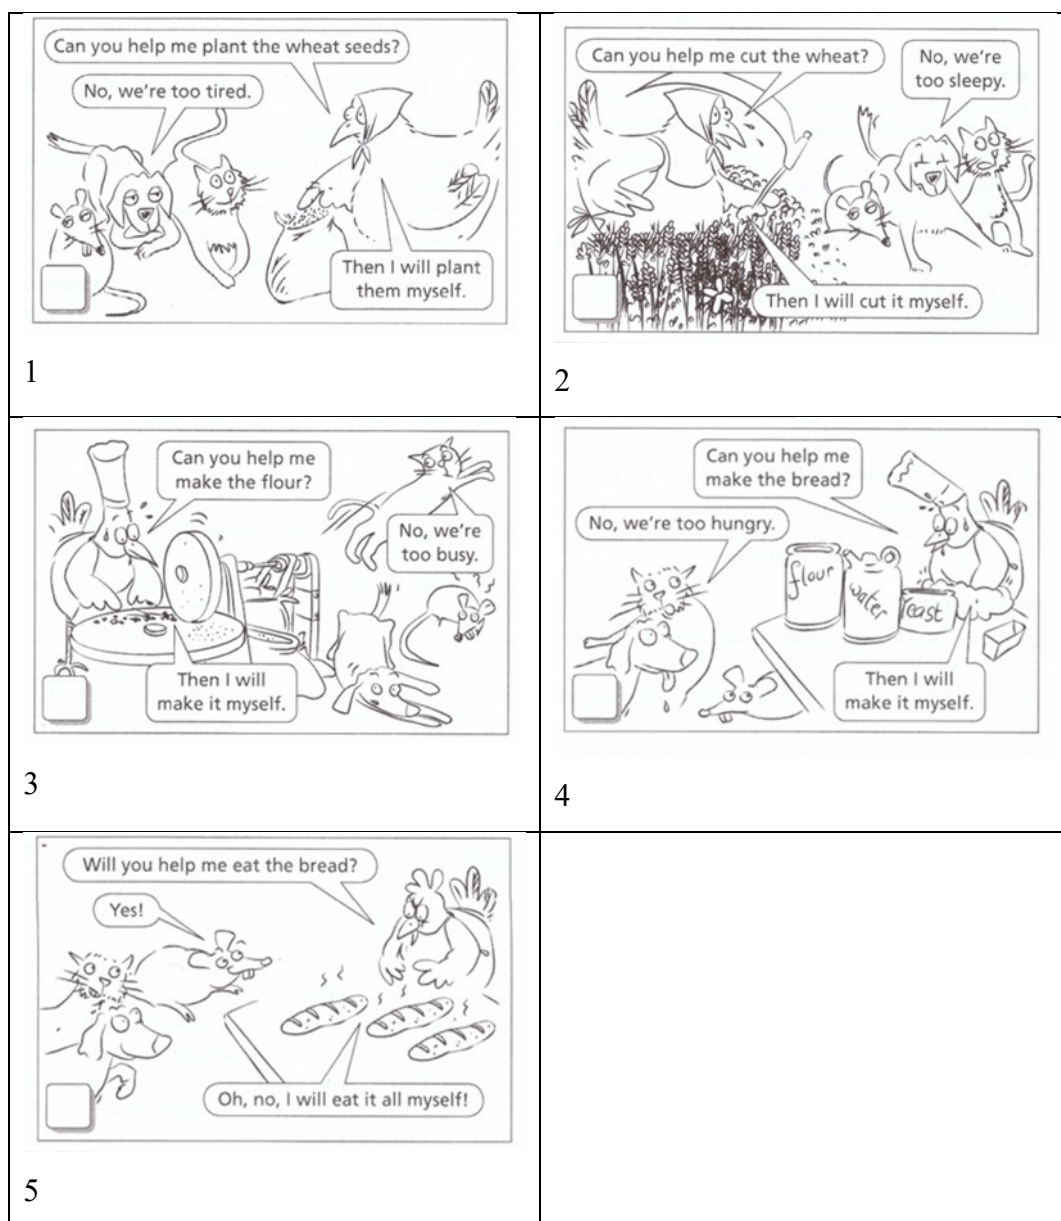 Can you help me plant the wheat seeds?
No, we're too tired.
Then I will plant
them myself.
1
Can you help me cut the wheat?
No, we're
too sleepy.
Then I will cut it myself.
2
Can you help me
make the flour?
No, we're
too busy.
Then I will
make it myself.
3
Can you help me
make the bread?
No, we're too hungry.
flour
water
east
Then I will
make it myself.
4
Will you help me eat the bread?
Yes!
Oh, no, I will eat it all myself!
5